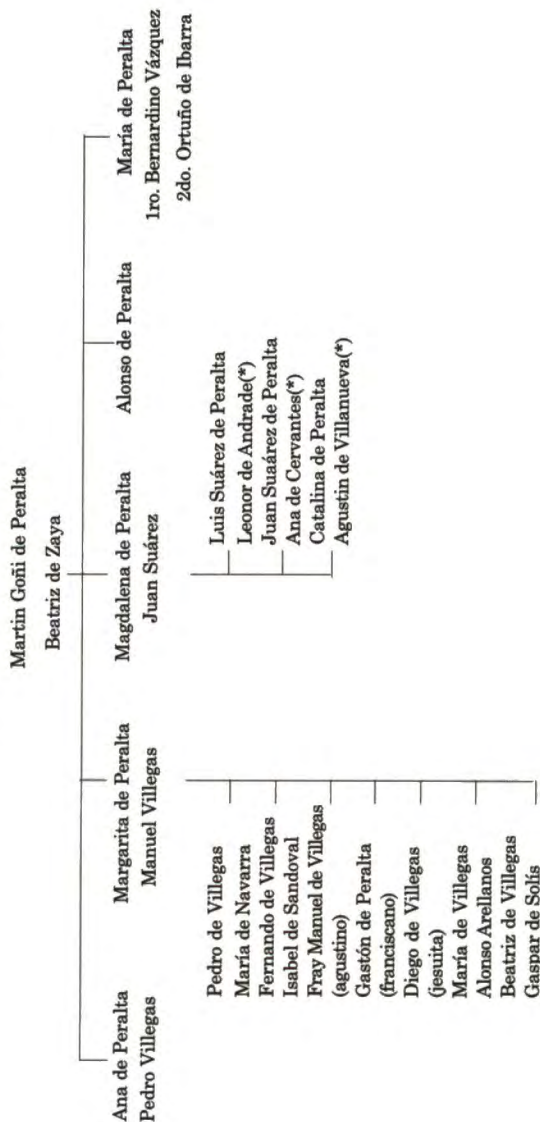 Martin Goñi de Peralta
Beatriz de Zaya
Ana de Peralta
Pedro Villegas
Margarita de Peralta
Manuel Villegas
Pedro de Villegas
María de Navarra
Fernando de Villegas
Isabel de Sandoval
Fray Manuel de Villegas
(agustino)
Gastón de Peralta
(franciscano)
Diego de Villegas
(jesuita)
María de Villegas
Alonso Arellanos
Beatriz de Villegas
Gaspar de Solís
Magdalena de Peralta
Juan Suárez
Luis Suárez de Peralta
Leonor de Andrade(*)
Juan Suaárez de Peralta
Ana de Cervantes(*)
Catalina de Peralta
Agustin de Villanueva(*)
Alonso de Peralta
María de Peralta
1ro. Bernardino Vázquez
2do. Ortuño de Ibarra